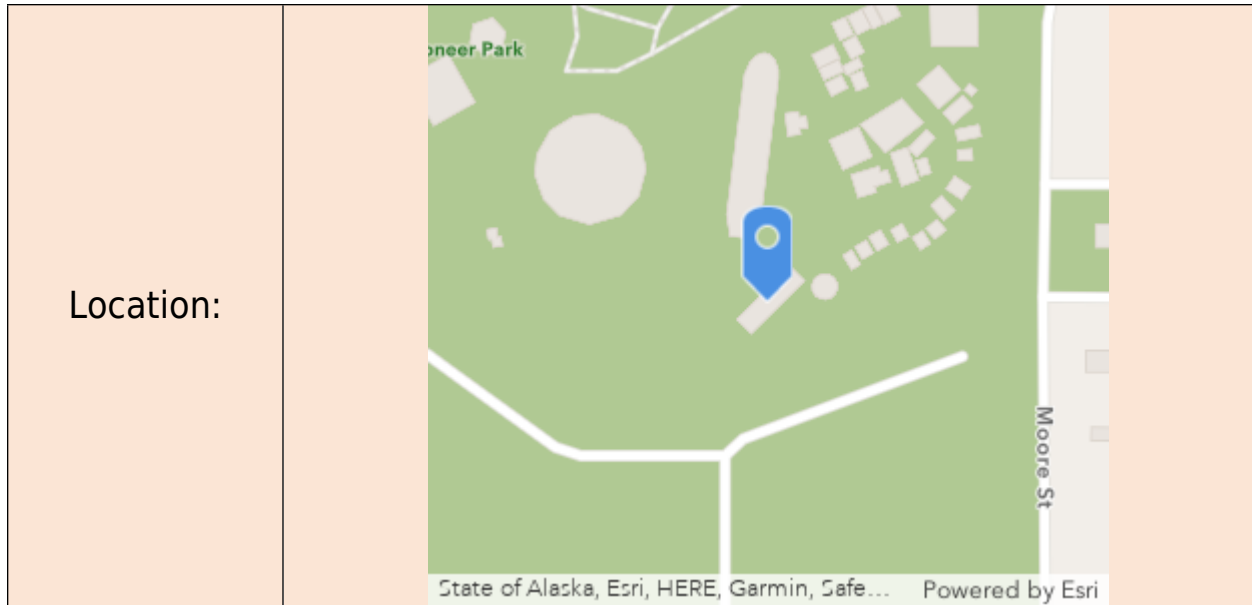 oneer Park
Location:
Moore St
State of Alaska, Esri, HERE, Garmin, Safe...
Powered by Esri